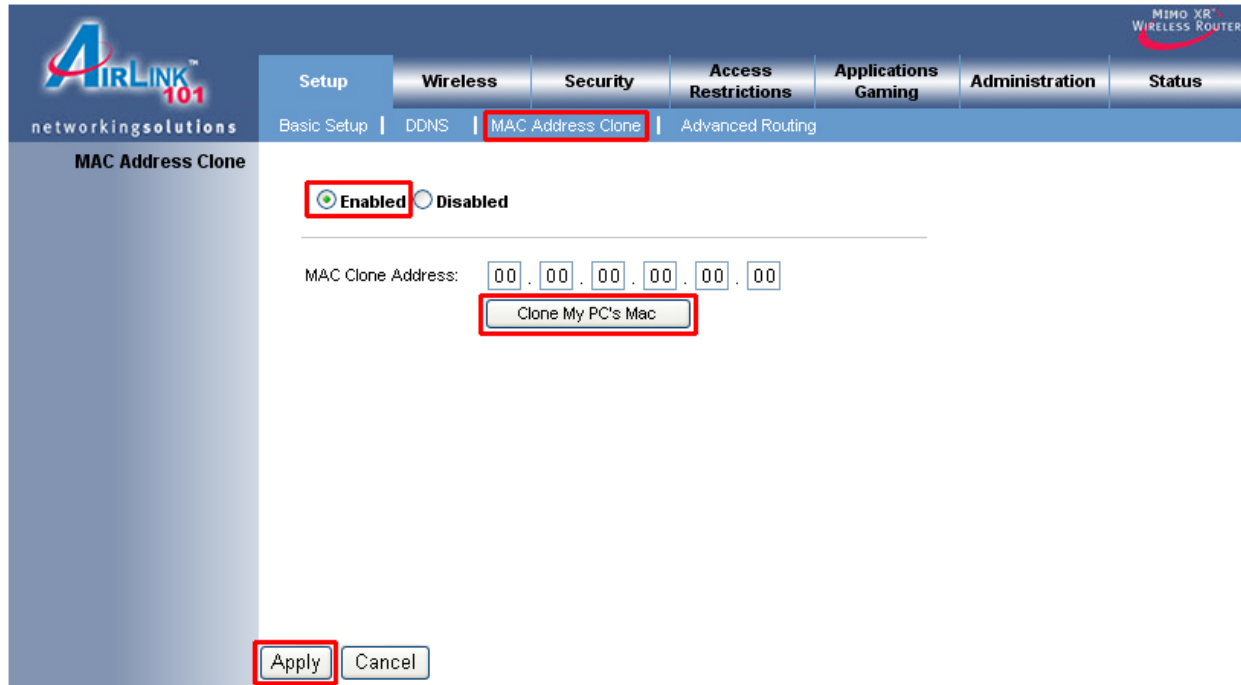 MIMO XR™
WIRELESS ROUTER
AIRLINK™
101
networkingsolutions
Setup
Wireless
Security
Access Restrictions
Applications Gaming
Administration
Status
Basic Setup | DDNS | MAC Address Clone | Advanced Routing
MAC Address Clone
Enabled Disabled
MAC Clone Address: 00 . 00 . 00 . 00 . 00 . 00
Clone My PC's Mac
Apply Cancel